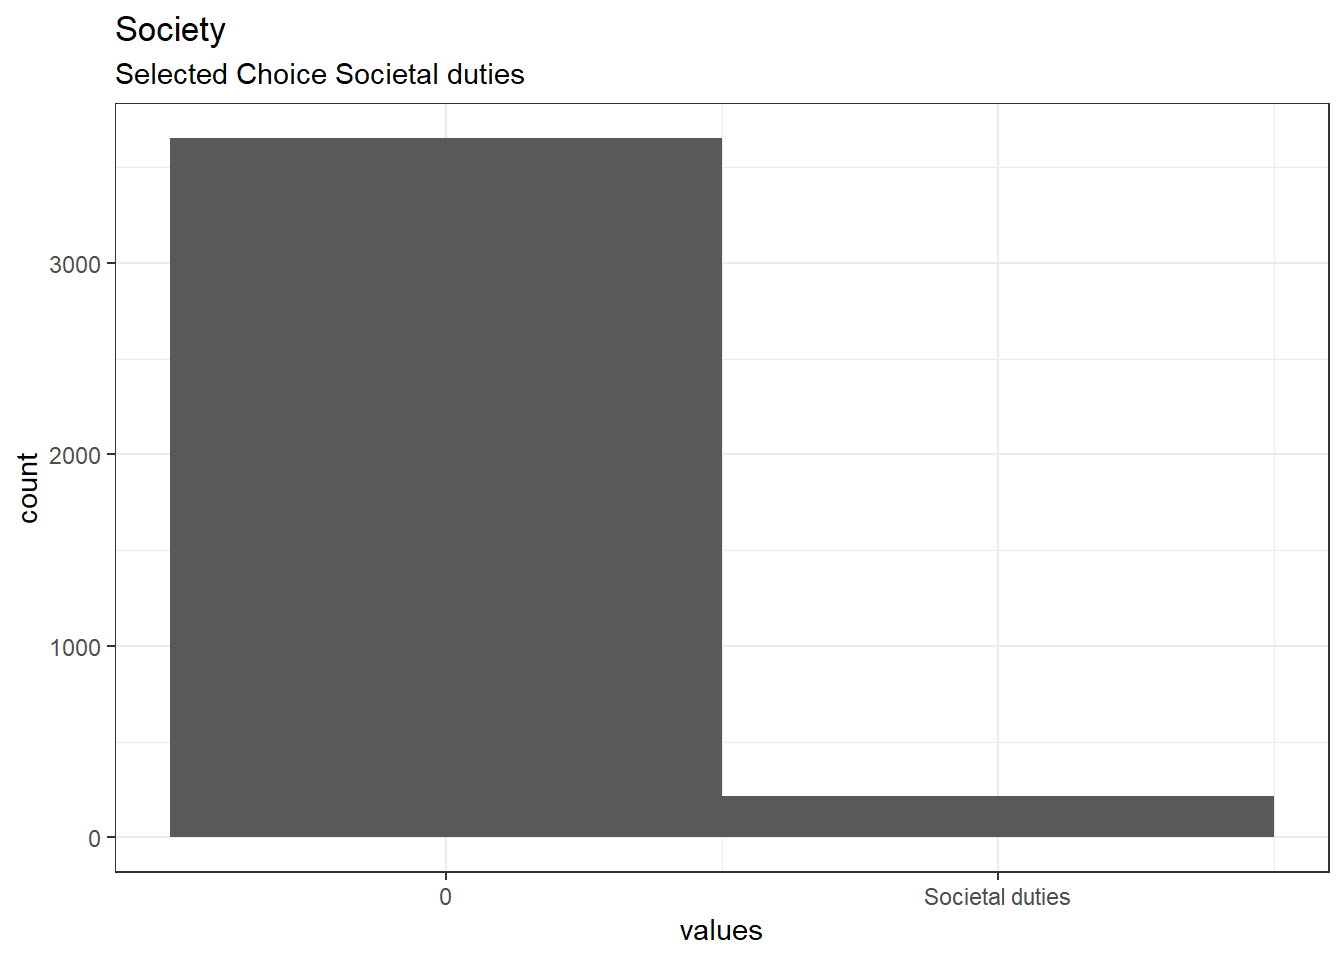 Society
Selected Choice Societal duties
3000
2000
1000
0
count
0 Societal duties
values